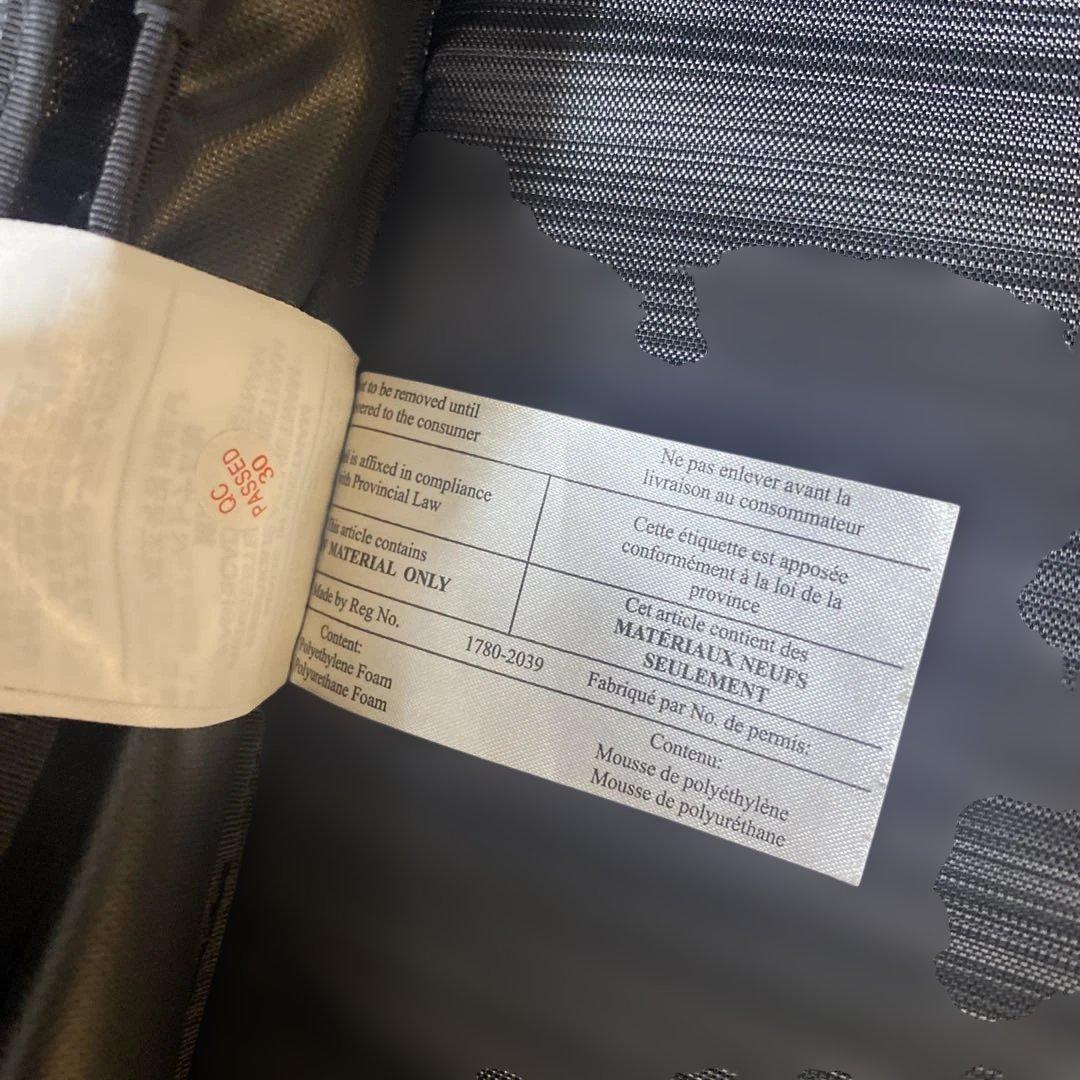 to be removed until
to the consumer
is affixed in compliance
Provincial Law
This article contains
MATERIAL ONLY
Made by Reg No.
1780-2039
Content:
Polyethylene Foam
Polyurethane Foam
Ne pas enlever avant la
livraison au consommateur
Cette étiquette est apposée
conformément à la loi de la
province
Cet article contient des
MATÉRIAUX NEUFS
SEULEMENT
Fabriqué par No. de permis:
Contenu:
Mousse de polyéthylène
Mousse de polyuréthane
QC
PASSED
30